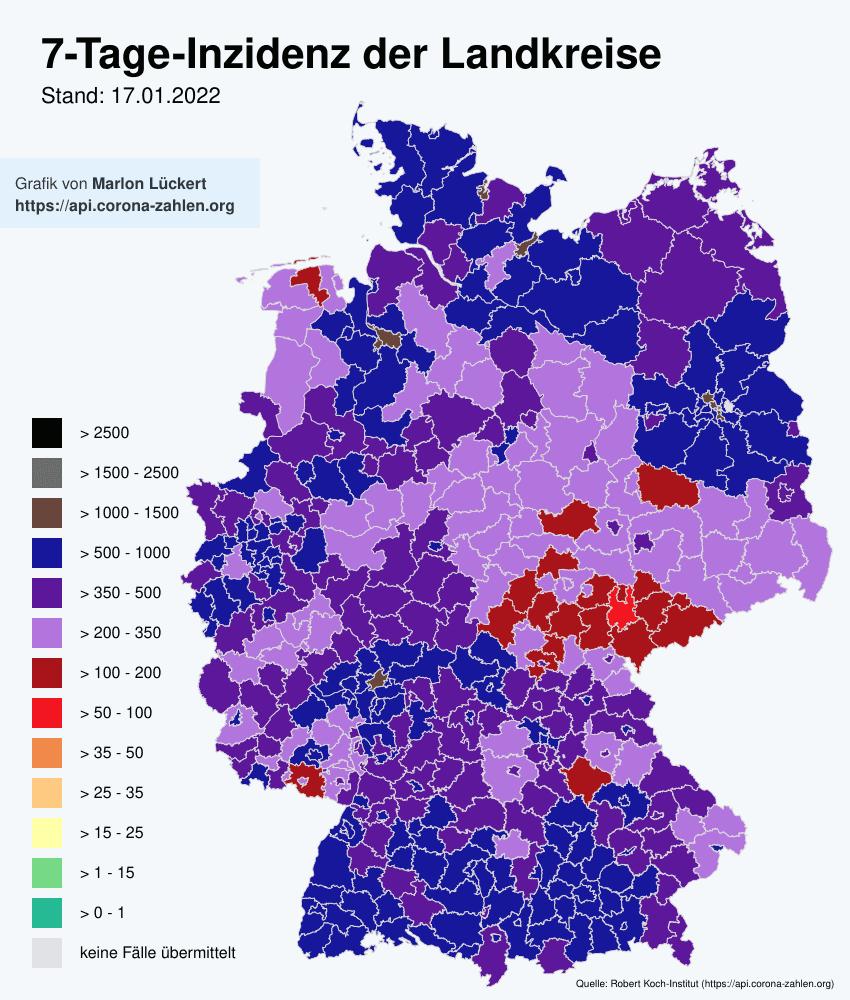 7-Tage-Inzidenz der Landkreise
Stand: 17.01.2022
Grafik von Marlon Lückert
https://api.corona-zahlen.org
> 2500
> 1500 - 2500
> 1000 - 1500
> 500 - 1000
> 350 - 500
> 200 - 350
> 100 - 200
> 50 - 100
> 35 - 50
> 25 - 35
> 15 - 25
> 1 - 15
> 0 - 1
keine Fälle übermittelt
Quelle: Robert Koch-Institut (https://api.corona-zahlen.org)